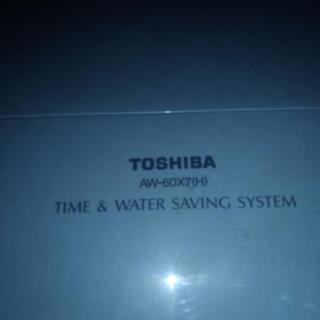 TOSHIBA
AW-60X7(H)
TIME & WATER SAVING SYSTEM